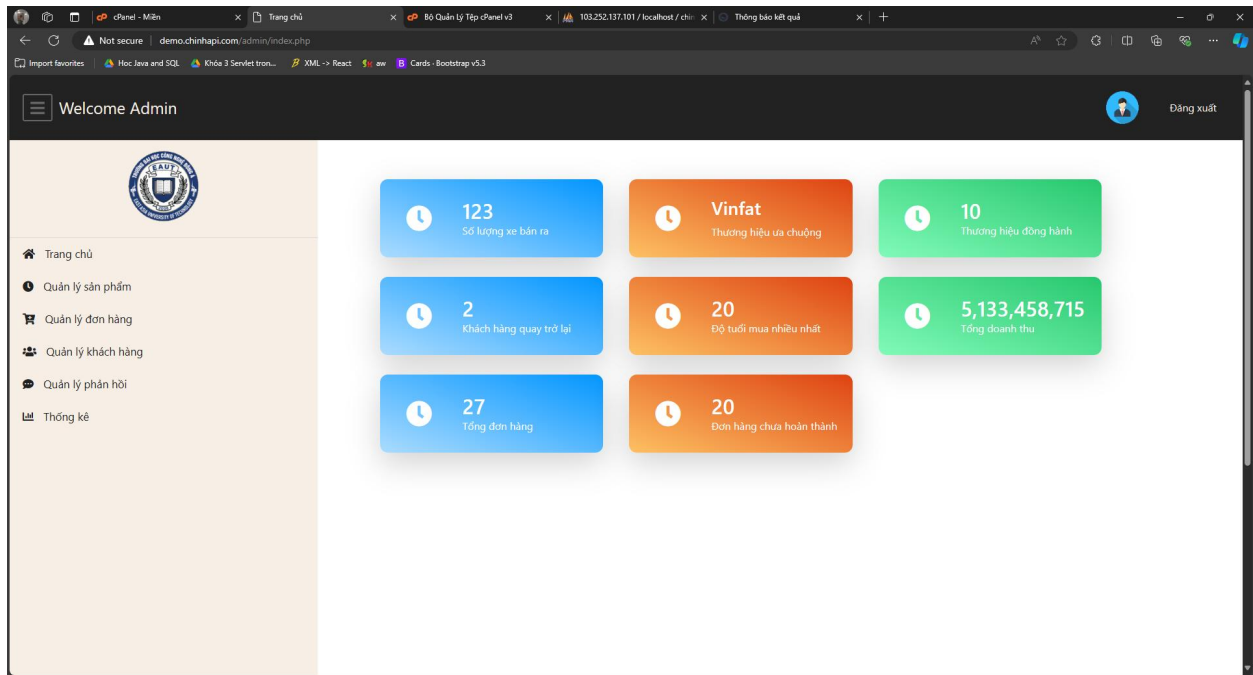 cPanel - Miền
Trang chủ
Bộ Quản Lý Tệp cPanel v3
103.252.137.101 / localhost / chin
Thông báo kết quả
Not secure
demo.chinhapi.com/admin/index.php
Import favorites
Hoc Java and SQL
Khóa 3 Servlet tron...
XML -> React
aw
Cards · Bootstrap v5.3
Welcome Admin
Đăng xuất
EAUT
Trang chủ
Quản lý sản phẩm
Quản lý đơn hàng
Quản lý khách hàng
Quản lý phản hồi
Thống kê
123
Số lượng xe bán ra
Vinfat
Thương hiệu ưa chuộng
10
Thương hiệu đồng hành
2
Khách hàng quay trở lại
20
Độ tuổi mua nhiều nhất
5,133,458,715
Tổng doanh thu
27
Tổng đơn hàng
20
Đơn hàng chưa hoàn thành